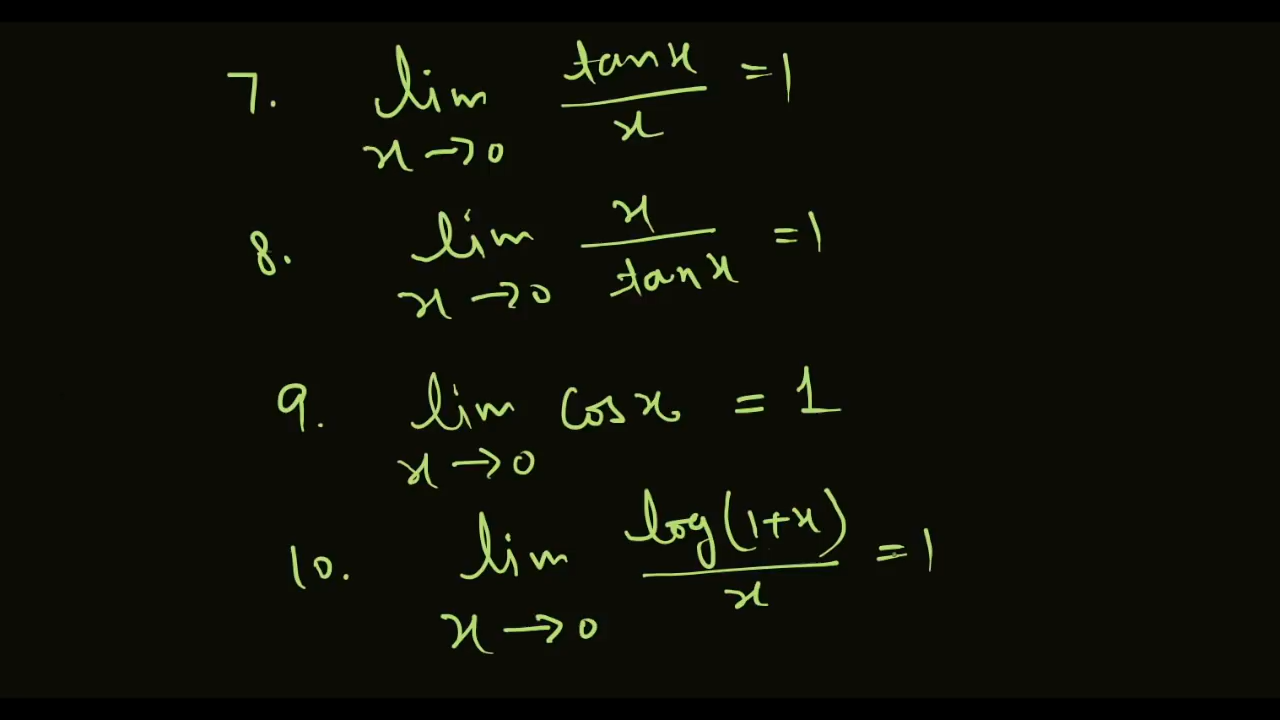 7. lim x→0 tanx/x =1
8. lim x→0 x/tanx =1
9. lim x→0 cosx = 1
10. lim x→0 log(1+x)/x =1